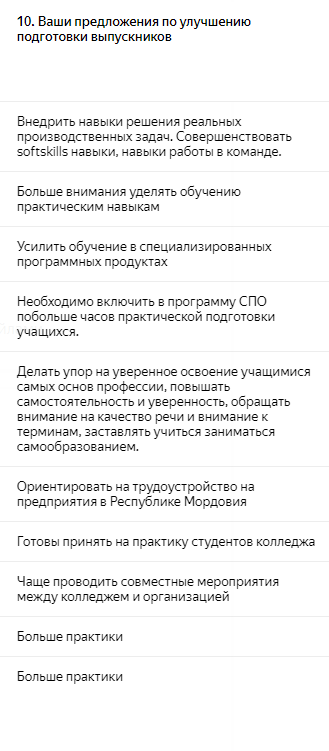 10. Ваши предложения по улучшению
подготовки выпускников
Внедрить навыки решения реальных
производственных задач. Совершенствовать
softskills навыки, навыки работы в команде.
Больше внимания уделять обучению
практическим навыкам
Усилить обучение в специализированных
программных продуктах
Необходимо включить в программу СПО
побольше часов практической подготовки
учащихся.
Делать упор на уверенное освоение учащимися
самых основ профессии, повышать
самостоятельность и уверенность, обращать
внимание на качество речи и внимание к
терминам, заставлять учиться заниматься
самообразованием.
Ориентировать на трудоустройство на
предприятия в Республике Мордовия
Готовы принять на практику студентов колледжа
Чаще проводить совместные мероприятия
между колледжем и организацией
Больше практики
Больше практики